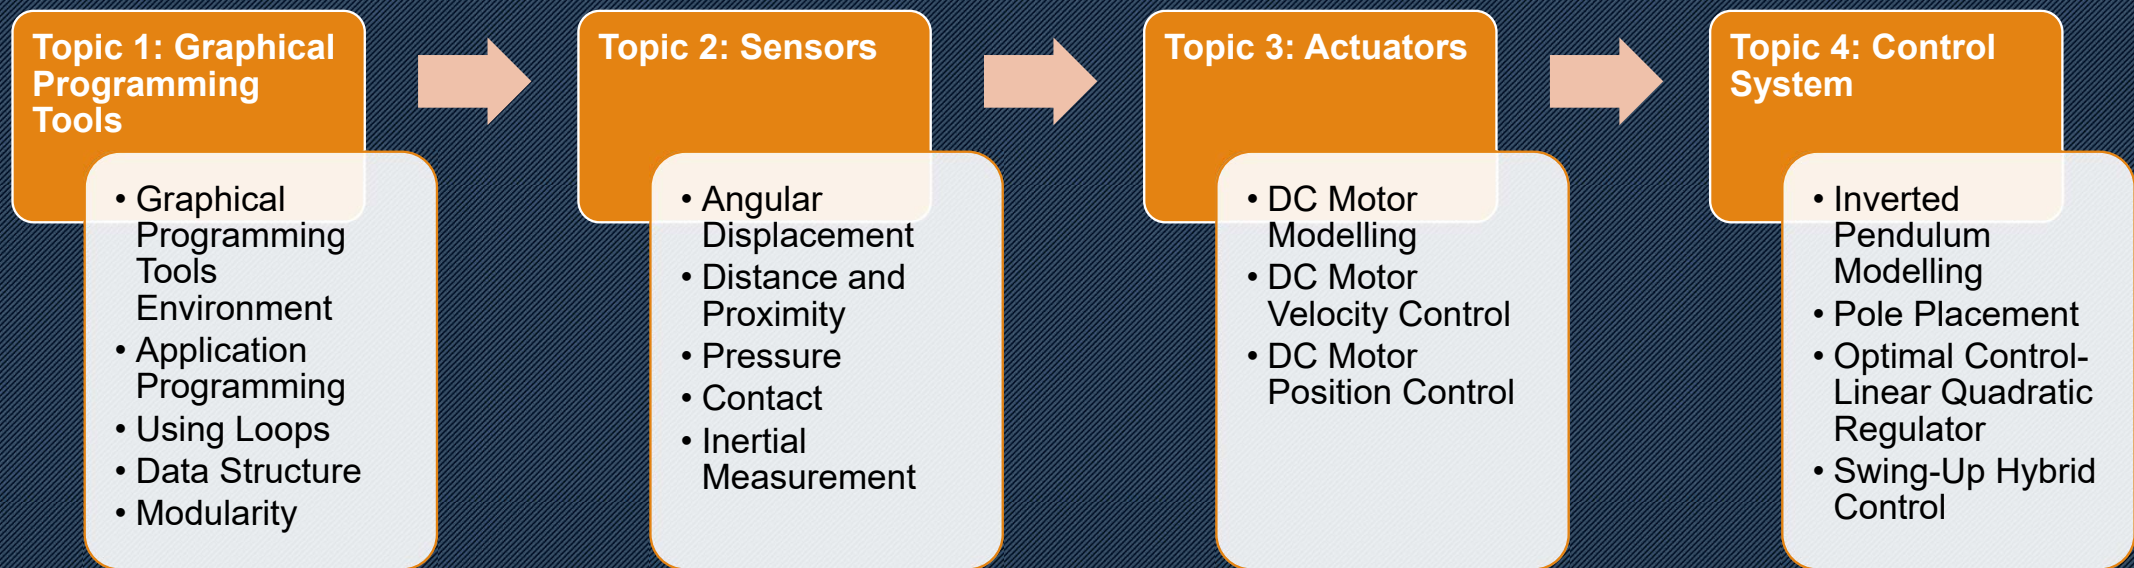 Topic 1: Graphical
Programming
Tools
• Graphical
Programming
Tools
Environment
• Application
Programming
• Using Loops
• Data Structure
• Modularity
Topic 2: Sensors
• Angular
Displacement
• Distance and
Proximity
• Pressure
• Contact
• Inertial
Measurement
Topic 3: Actuators
• DC Motor
Modelling
• DC Motor
Velocity Control
• DC Motor
Position Control
Topic 4: Control
System
• Inverted
Pendulum
Modelling
• Pole Placement
• Optimal Control-
Linear Quadratic
Regulator
• Swing-Up Hybrid
Control